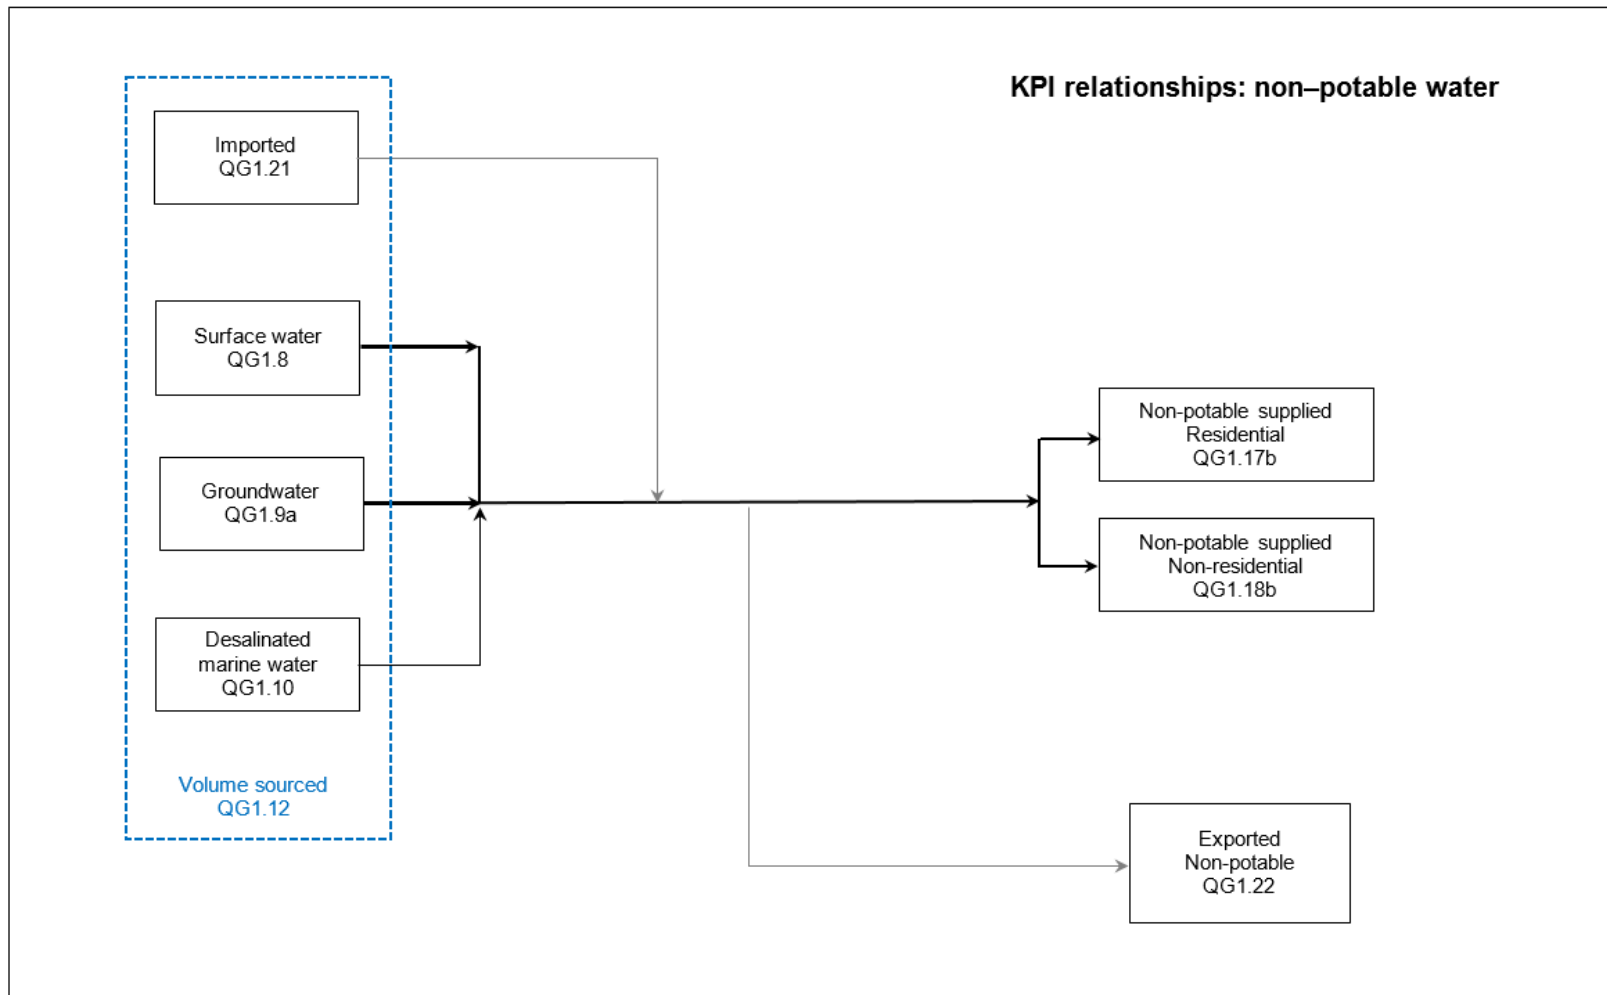 KPI relationships: non–potable water
Imported
QG1.21
Surface water
QG1.8
Groundwater
QG1.9a
Desalinated
marine water
QG1.10
Volume sourced
QG1.12
Non-potable supplied
Residential
QG1.17b
Non-potable supplied
Non-residential
QG1.18b
Exported
Non-potable
QG1.22